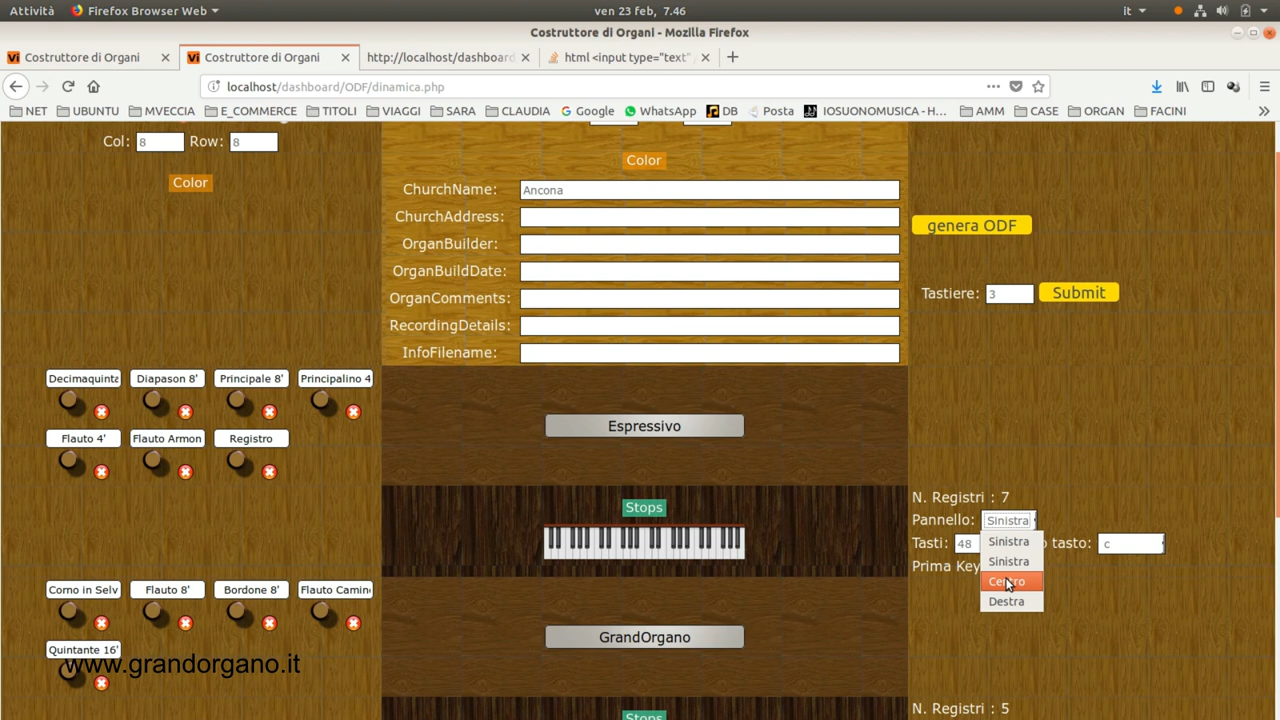 Attività Firefox Browser Web ven 23 feb, 7.46 it
Costruttore di Organi - Mozilla Firefox
Costruttore di Organi Costruttore di Organi http://localhost/dashboard html <input type="text" ,
localhost/dashboard/ODF/dinamica.php
NET UBUNTU MVECCIA E_COMMERCE TITOLI VIAGGI SARA CLAUDIA Google WhatsApp DB Posta IOSUONOMUSICA - H... AMM CASE ORGAN FACINI
Col: 8 Row: 8
Color
Color
ChurchName: Ancona
ChurchAddress:
OrganBuilder:
OrganBuildDate:
OrganComments:
RecordingDetails:
InfoFilename:
genera ODF
Tastiere: 3 Submit
Decimaquinta Diapason 8' Principale 8' Principalino 4
Flauto 4' Flauto Armon Registro
Espressivo
Stops
N. Registri : 7
Pannello: Sinistra
Tasti: 48 o tasto: c
Prima Key
Sinistra
Sinistra
Centro
Destra
Corno in Selv Flauto 8' Bordone 8' Flauto Camin
Quintante 16'
GrandOrgano
www.grandorgano.it
Stops
N. Registri : 5